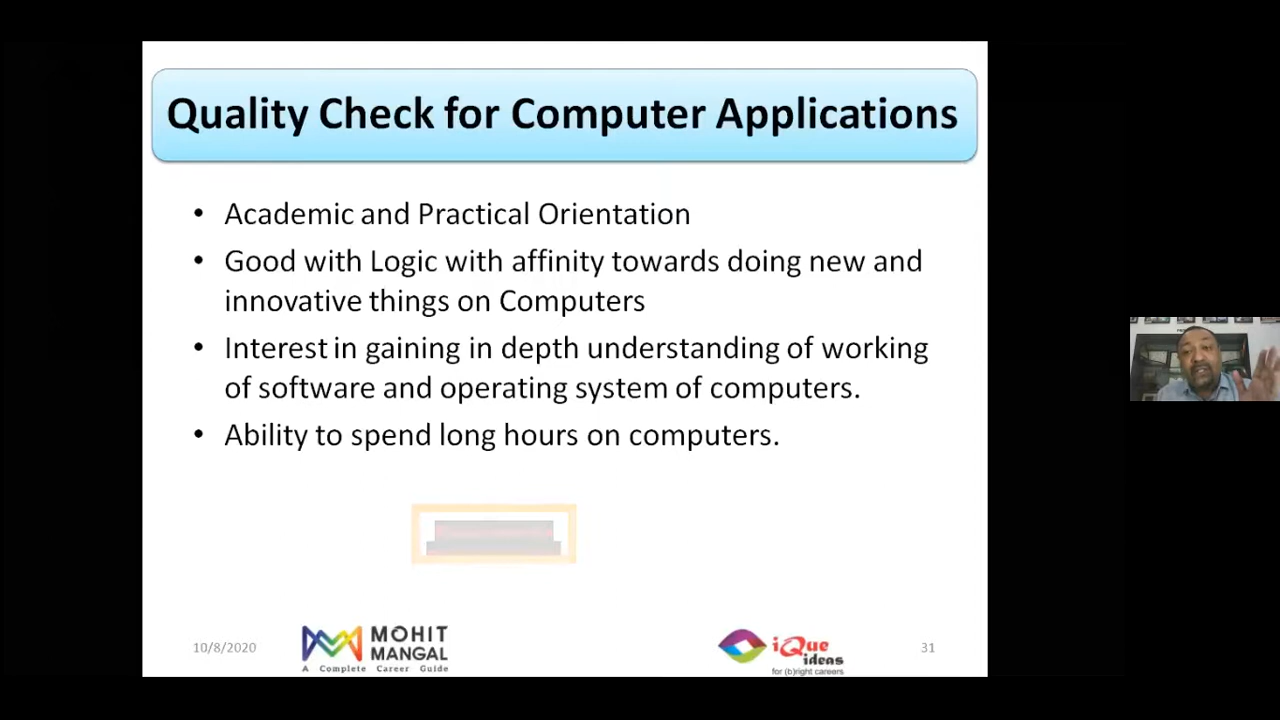 Quality Check for Computer Applications
• Academic and Practical Orientation
• Good with Logic with affinity towards doing new and
innovative things on Computers
• Interest in gaining in depth understanding of working
of software and operating system of computers.
• Ability to spend long hours on computers.
10/8/2020
MOHIT
MANGAL
A Complete Career Guide
iQue
ideas
for (b)right careers
31